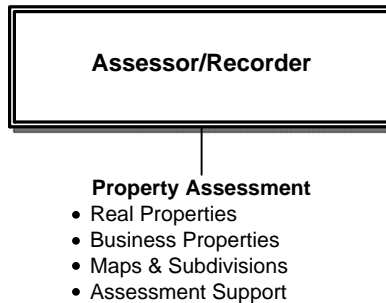 Assessor/Recorder
Property Assessment
• Real Properties
• Business Properties
• Maps & Subdivisions
• Assessment Support